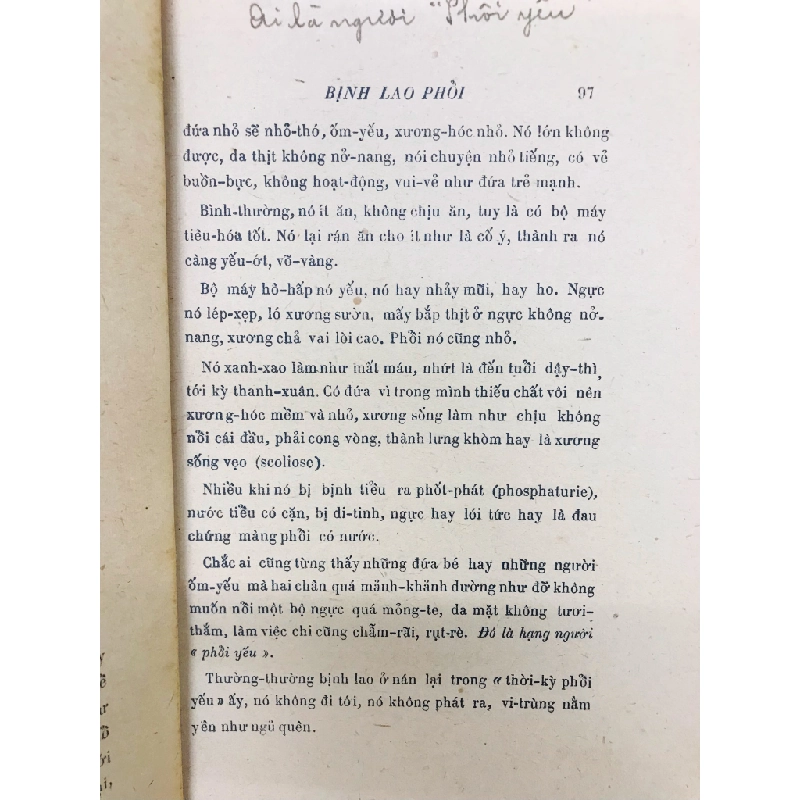 Ai là người "Phổi yếu"
BỊNH LAO PHỔI 97
đứa nhỏ sẽ nhỏ-thó, ốm-yếu, xương-hóc nhỏ. Nó lớn không
được, da thịt không nở-nang, nói chuyện nhỏ tiếng, có vẻ
buồn-bực, không hoạt-động, vui-vẻ như đứa trẻ mạnh.
Bình-thường, nó ít ăn, không chịu ăn, tuy là có bộ máy
tiêu-hóa tốt. Nó lại rán ăn cho ít như là cố ý, thành ra nó
càng yếu-ớt, võ-vàng.
Bộ máy hô-hấp nó yếu, nó hay nhảy mũi, hay ho. Ngực
nó lép-xẹp, ló xương sườn, mấy bắp thịt ở ngực không nở-
nang, xương chả vai lòi cao. Phổi nó cũng nhỏ.
Nó xanh-xao làm như mất máu, nhứt là đến tuổi dậy-thì,
tới kỳ thanh-xuân. Có đứa vì trong mình thiếu chất vôi nên
xương-hóc mềm và nhỏ, xương sống làm như chịu không
nổi cái đầu, phải cong vòng, thành lưng khòm hay là xương
sống vẹo (scoliose).
Nhiều khi nó bị bịnh tiểu ra phốt-phát (phosphaturie),
nước tiểu có cặn, bị di-tinh, ngực hay lói tức hay là đau
chứng màng phổi có nước.
Chắc ai cũng từng thấy những đứa bé hay những người
ốm-yếu mà hai chân quá mãnh-khãnh dường như đỡ không
muốn nổi một bộ ngực quá mỏng-te, da mặt không tươi-
thắm, làm việc chi cũng chẫm-rãi, rụt-rè. Đó là hạng người
« phổi yếu ».
Thường-thường bịnh lao ở nán lại trong « thời-kỳ phổi
yếu » ấy, nó không đi tới, nó không phát ra, vi-trùng nằm
yên như ngủ quên.